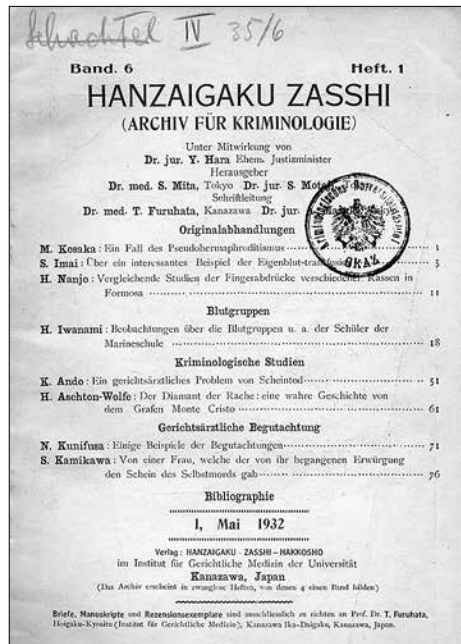 Schachtel IV 35/6
Band. 6 Heft. 1
HANZAIGAKU ZASSHI
(ARCHIV FÜR KRIMINOLOGIE)
Unter Mitwirkung von
Dr. jur. Y. Hara Ehem. Justizminister
Herausgeber
Dr. med. S. Mita, Tokyo Dr. jur. S.
Schriftleitung
Dr. med. T. Furuhata, Kanazawa Dr. jur.
GRAZ
Originalabhandlungen
M. Kosaka: Ein Fall des Pseudohermaphroditismus 1
S. Imai: Über ein interessantes Beispiel der Eigenblut-transfusion 5
H. Nanjo: Vergleichende Studien der Fingerabdrücke verschiedener Rassen in
Formosa 11
Blutgruppen
H. Iwanami: Beobachtungen über die Blutgruppen u. a. der Schüler der
Marineschule 18
Kriminologische Studien
K. Ando: Ein gerichtsärztliches Problem von Scheintod 51
H. Aschton-Wolfe: Der Diamant der Rache: eine wahre Geschichte von
dem Grafen Monte Cristo 61
Gerichtsärztliche Begutachtung
N. Kunifusa: Einige Beispiele der Begutachtungen 71
S. Kamikawa: Von einer Frau, welche der von ihr begangenen Erwürgung
den Schein des Selbstmords gab 76
Bibliographie
1, Mai 1932
Verlag: HANZAIGAKU-ZASSHI-HAKKOSHO
im Institut für Gerichtliche Medizin der Universität
Kanazawa, Japan
(Das Archiv erscheint in zwanglose Heften, von denen 4 einen Band bilden)
Briefe, Manuskripte und Rezensionsexemplare sind ausschliesslich zu richten an Prof. Dr. T. Furuhata,
Hoigaku-Kyositu (Institut für Gerichtliche Medizin), Kanazawa Ika-Daigaku, Kanazawa, Japan.